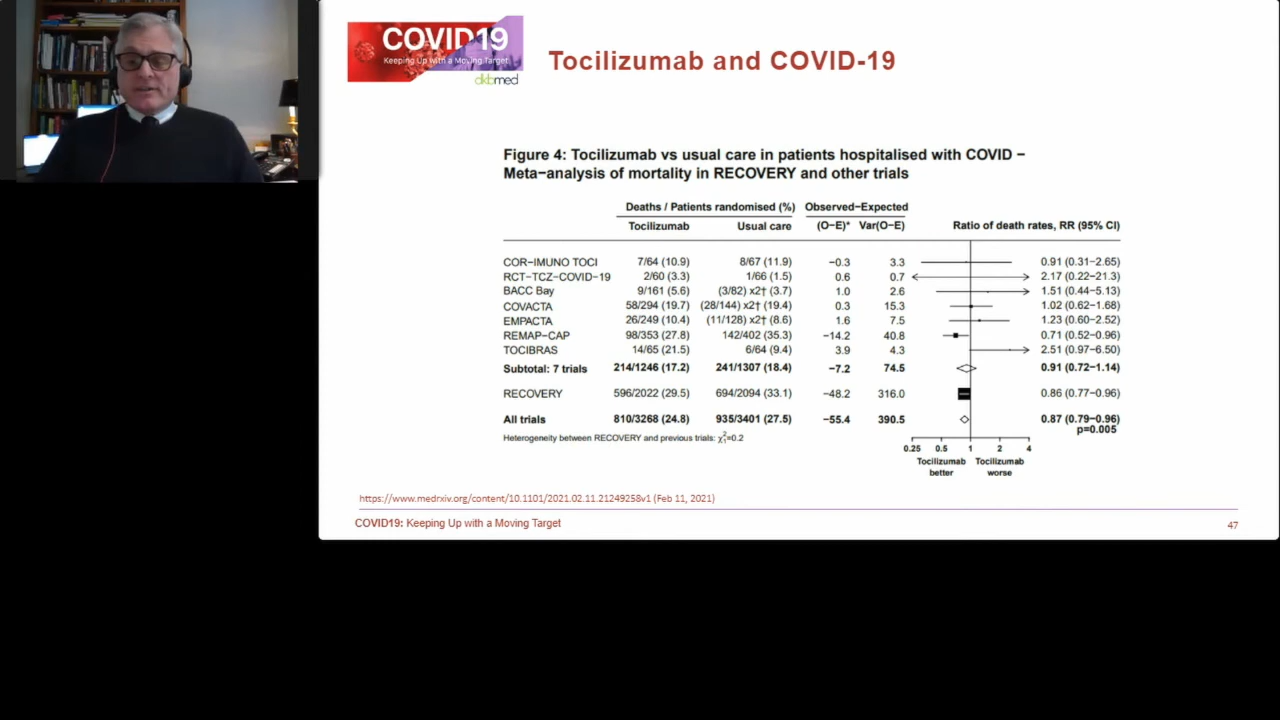 COVID19
Keeping Up with a Moving Target
dkbmed
Tocilizumab and COVID-19
Figure 4: Tocilizumab vs usual care in patients hospitalised with COVID −
Meta−analysis of mortality in RECOVERY and other trials
Deaths / Patients randomised (%) Observed−Expected
Tocilizumab Usual care (O−E)* Var(O−E) Ratio of death rates, RR (95% CI)
COR-IMUNO TOCI 7/64 (10.9) 8/67 (11.9) −0.3 3.3 0.91 (0.31−2.65)
RCT−TCZ−COVID−19 2/60 (3.3) 1/66 (1.5) 0.6 0.7 2.17 (0.22−21.3)
BACC Bay 9/161 (5.6) (3/82) x2† (3.7) 1.0 2.6 1.51 (0.44−5.13)
COVACTA 58/294 (19.7) (28/144) x2† (19.4) 0.3 15.3 1.02 (0.62−1.68)
EMPACTA 26/249 (10.4) (11/128) x2† (8.6) 1.6 7.5 1.23 (0.60−2.52)
REMAP−CAP 98/353 (27.8) 142/402 (35.3) −14.2 40.8 0.71 (0.52−0.96)
TOCIBRAS 14/65 (21.5) 6/64 (9.4) 3.9 4.3 2.51 (0.97−6.50)
Subtotal: 7 trials 214/1246 (17.2) 241/1307 (18.4) −7.2 74.5 0.91 (0.72−1.14)
RECOVERY 596/2022 (29.5) 694/2094 (33.1) −48.2 316.0 0.86 (0.77−0.96)
All trials 810/3268 (24.8) 935/3401 (27.5) −55.4 390.5 0.87 (0.79−0.96)
p=0.005
Heterogeneity between RECOVERY and previous trials: χ²₁=0.2
0.25 0.5 1 2 4
Tocilizumab better
Tocilizumab worse
https://www.medrxiv.org/content/10.1101/2021.02.11.21249258v1 (Feb 11, 2021)
COVID19: Keeping Up with a Moving Target
47